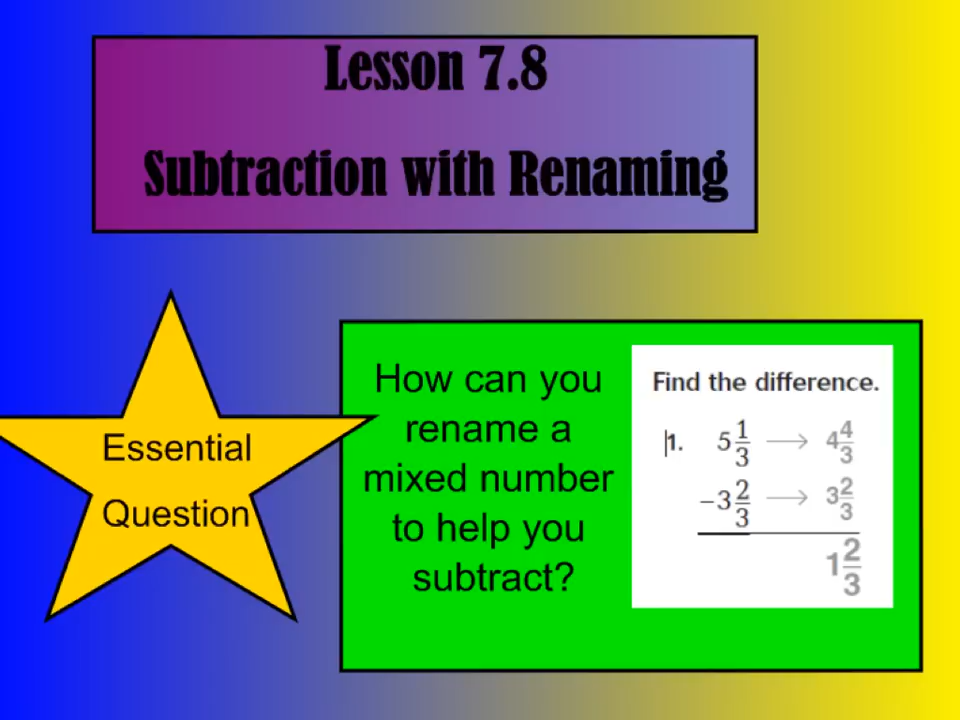 Lesson 7.8
Subtraction with Renaming
Essential
Question
How can you
rename a
mixed number
to help you
subtract?
Find the difference.
1. 5 1/3 → 4 4/3
−3 2/3 → 3 2/3
1 2/3